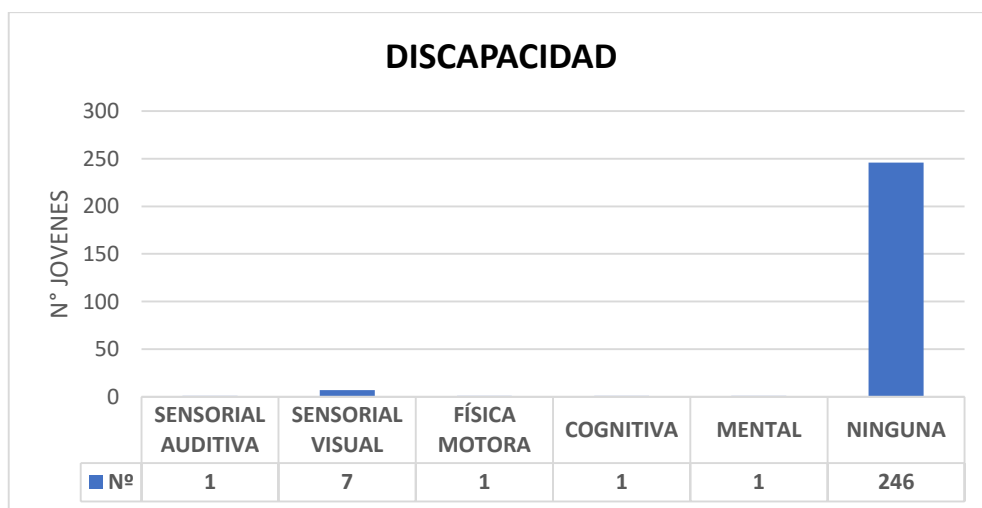 DISCAPACIDAD
N° JOVENES
300
250
200
150
100
50
0
SENSORIAL AUDITIVA
SENSORIAL VISUAL
FÍSICA MOTORA
COGNITIVA
MENTAL
NINGUNA
Nº 1 7 1 1 1 246